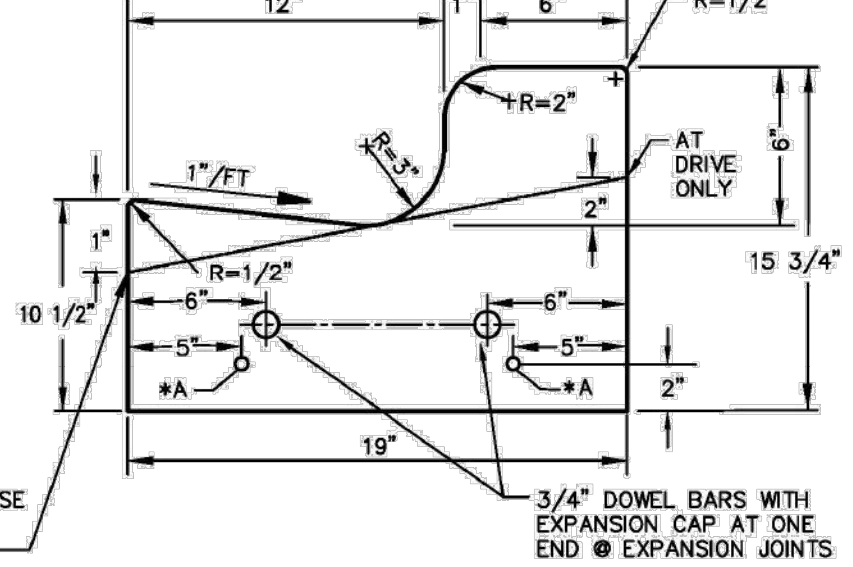 12"
1"
6"
R=1/2"
R=2"
R=3"
1"/FT
6"
AT
DRIVE
ONLY
2"
1"
R=1/2"
15 3/4"
10 1/2"
6"
6"
5"
5"
*A
*A
2"
19"
SE
3/4" DOWEL BARS WITH
EXPANSION CAP AT ONE
END @ EXPANSION JOINTS